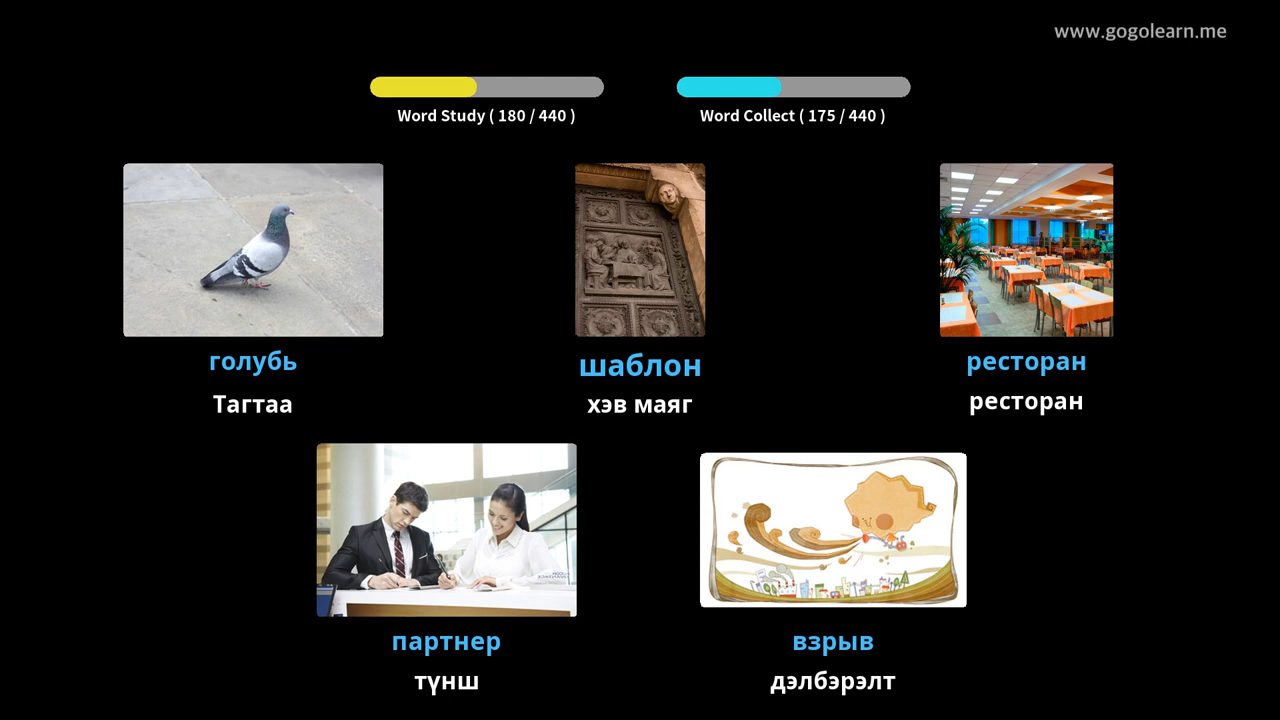 www.gogolearn.me
Word Study ( 180 / 440 )
Word Collect ( 175 / 440 )
голубь
Тагтаа
шаблон
хэв маяг
ресторан
ресторан
партнер
түнш
взрыв
дэлбэрэлт